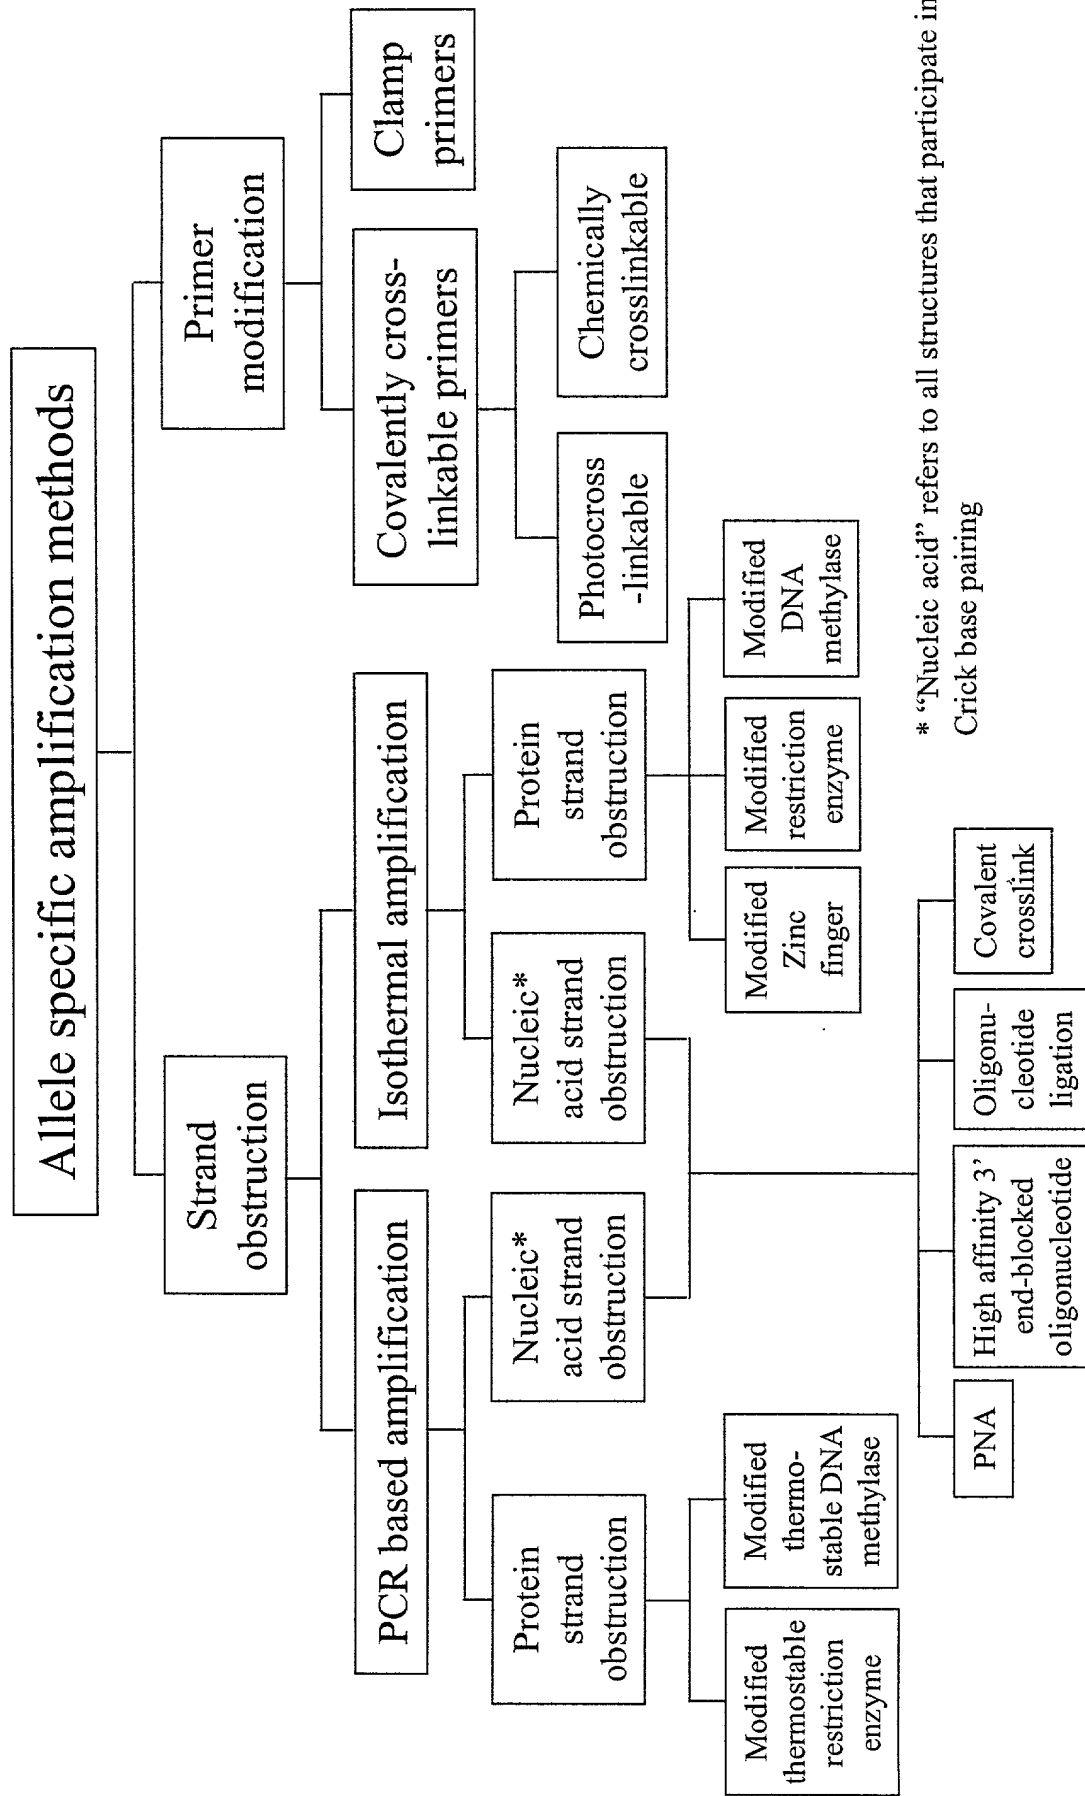 Allele specific amplification methods
Strand
obstruction
Primer
modification
PCR based amplification
Isothermal amplification
Covalently cross-
linkable primers
Clamp
primers
Protein
strand
obstruction
Nucleic*
acid strand
obstruction
Nucleic*
acid strand
obstruction
Protein
strand
obstruction
Photocross
-linkable
Chemically
crosslinkable
Modified
thermostable
restriction
enzyme
Modified
thermo-
stable DNA
methylase
Modified
Zinc
finger
Modified
restriction
enzyme
Modified
DNA
methylase
PNA
High affinity 3’
end-blocked
oligonucleotide
Oligonu-
cleotide
ligation
Covalent
crosslink
* “Nucleic acid” refers to all structures that participate in
Crick base pairing